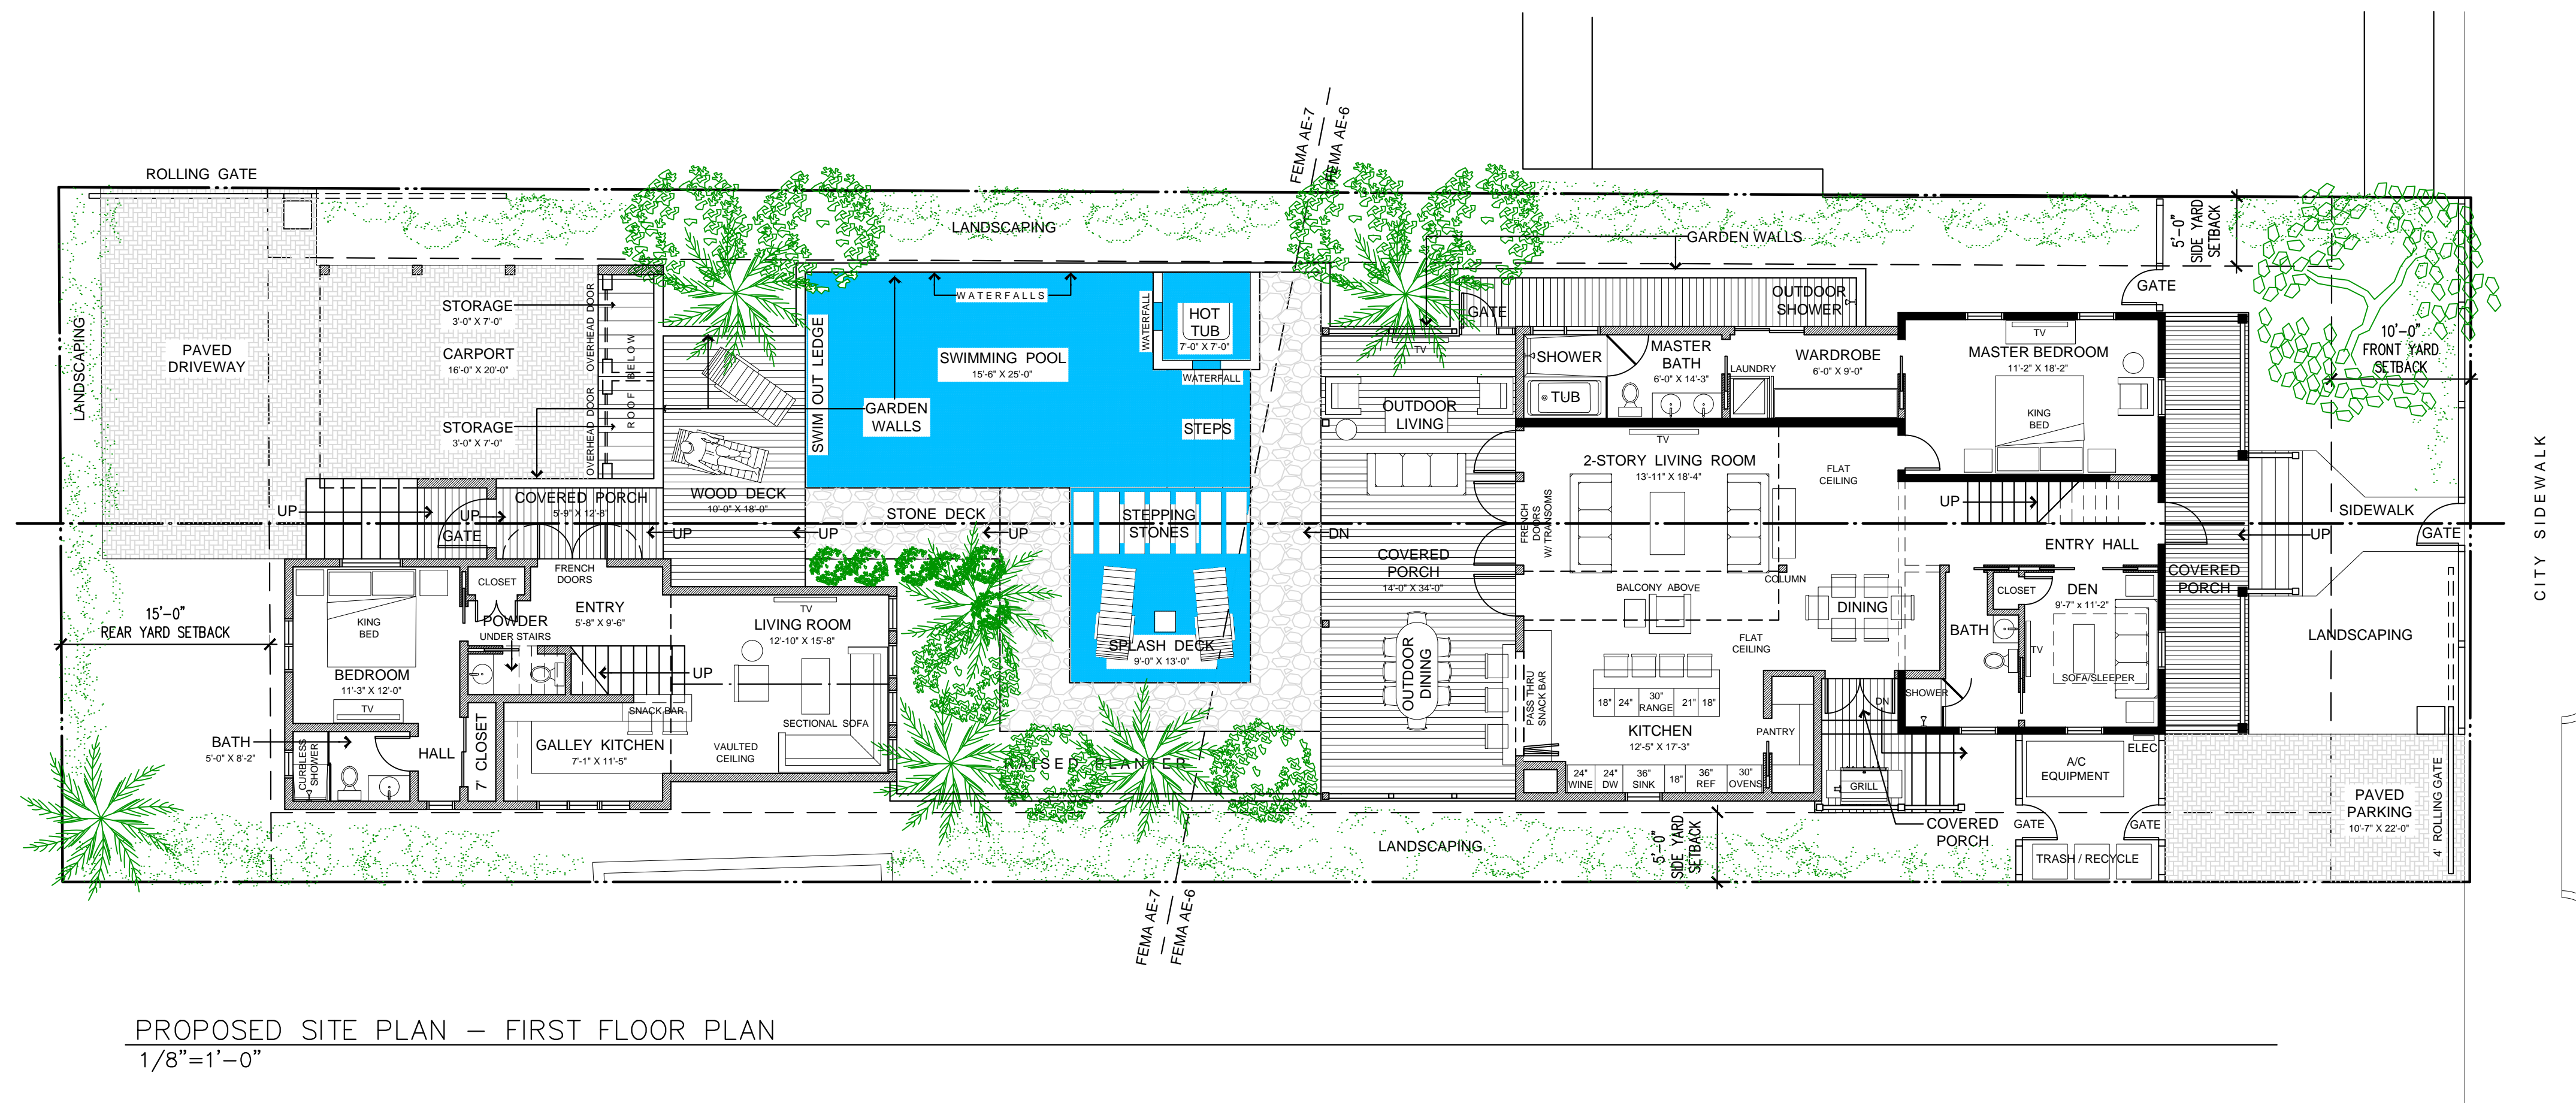 FEMA AE-7
FEMA AE-6
ROLLING GATE
LANDSCAPING
PAVED
DRIVEWAY
STORAGE
3'-0" X 7'-0"
CARPORT
16'-0" X 20'-0"
STORAGE
3'-0" X 7'-0"
OVERHEAD DOOR
OVERHEAD DOOR
ROOF BELOW
LANDSCAPING
WATERFALLS
SWIM OUT LEDGE
SWIMMING POOL
15'-6" X 25'-0"
GARDEN
WALLS
WATERFALL
HOT
TUB
7'-0" X 7'-0"
WATERFALL
STEPS
WOOD DECK
10'-0" X 18'-0"
STONE DECK
STEPPING
STONES
SPLASH DECK
9'-0" X 13'-0"
RAISED PLANTER
UP
UP
GATE
COVERED PORCH
5'-9" X 12'-8"
UP
UP
UP
DN
15'-0"
REAR YARD SETBACK
KING
BED
BEDROOM
11'-3" X 12'-0"
TV
BATH
5'-0" X 8'-2"
CURBLESS
SHOWER
HALL
7' CLOSET
CLOSET
FRENCH
DOORS
ENTRY
5'-8" X 9'-6"
POWDER
UNDER STAIRS
UP
SNACK BAR
GALLEY KITCHEN
7'-1" X 11'-5"
TV
LIVING ROOM
12'-10" X 15'-8"
SECTIONAL SOFA
VAULTED
CEILING
GARDEN WALLS
GATE
OUTDOOR
SHOWER
TV
OUTDOOR
LIVING
COVERED
PORCH
14'-0" X 34'-0"
OUTDOOR
DINING
FRENCH
DOORS
W/ TRANSOMS
PASS THRU
SNACK BAR
SHOWER
TUB
MASTER
BATH
6'-0" X 14'-3"
LAUNDRY
WARDROBE
6'-0" X 9'-0"
TV
MASTER BEDROOM
11'-2" X 18'-2"
KING
BED
TV
2-STORY LIVING ROOM
13'-11" X 18'-4"
FLAT
CEILING
BALCONY ABOVE
COLUMN
DINING
FLAT
CEILING
18"
24"
30"
RANGE
21"
18"
KITCHEN
12'-5" X 17'-3"
PANTRY
24"
WINE
24"
DW
36"
SINK
18"
36"
REF
30"
OVENS
UP
ENTRY HALL
CLOSET
DEN
9'-7" x 11'-2"
BATH
TV
SOFA/SLEEPER
SHOWER
DN
GRILL
COVERED
PORCH
ELEC
A/C
EQUIPMENT
GATE
GATE
TRASH / RECYCLE
5'-0"
SIDE YARD
SETBACK
GATE
10'-0"
FRONT YARD
SETBACK
COVERED
PORCH
UP
SIDEWALK
GATE
LANDSCAPING
PAVED
PARKING
10'-7" X 22'-0"
4' ROLLING GATE
CITY SIDEWALK
LANDSCAPING
5'-0"
SIDE YARD
SETBACK
FEMA AE-7
FEMA AE-6
PROPOSED SITE PLAN – FIRST FLOOR PLAN
1/8"=1'-0"